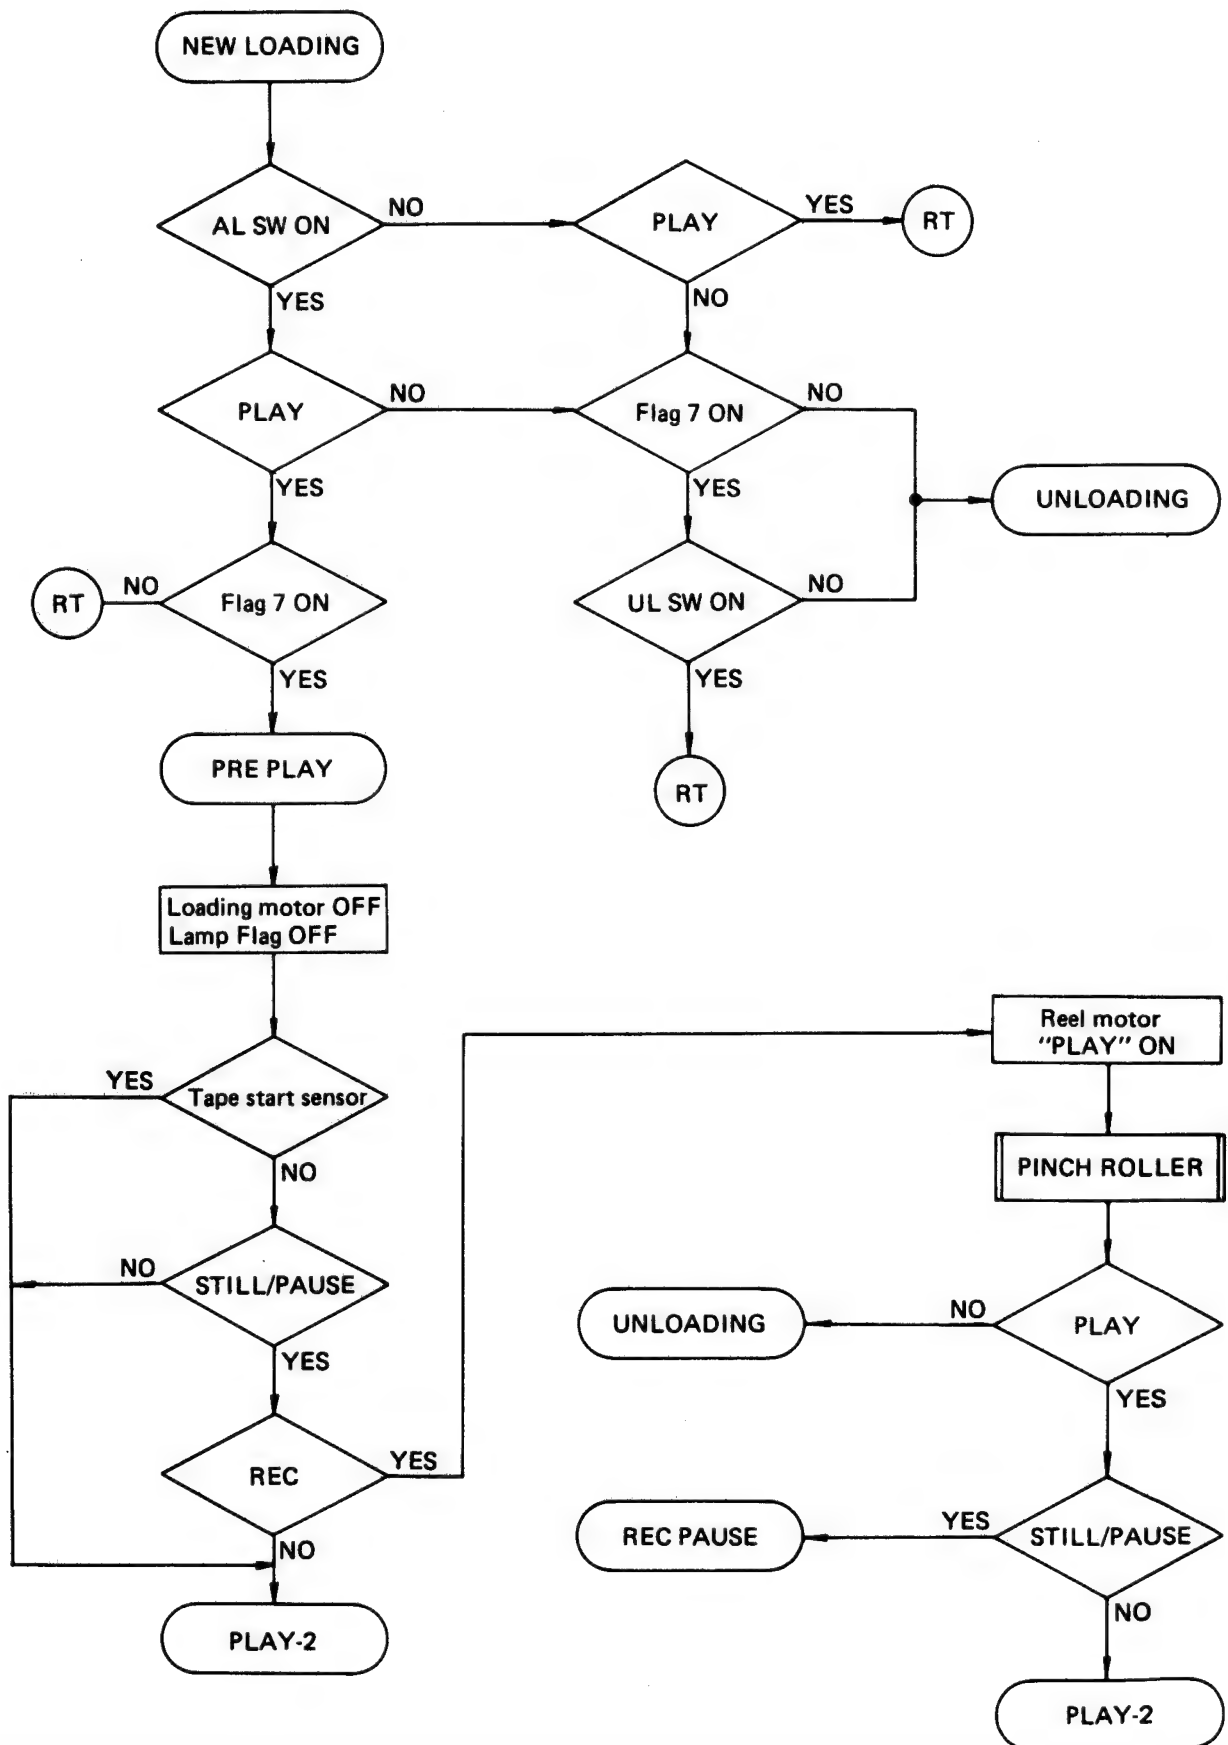 NEW LOADING
AL SW ON
NO
PLAY
YES
RT
YES
NO
PLAY
NO
Flag 7 ON
NO
YES
YES
UNLOADING
RT
NO
Flag 7 ON
UL SW ON
NO
YES
YES
PRE PLAY
RT
Loading motor OFF
Lamp Flag OFF
Reel motor
"PLAY" ON
YES
Tape start sensor
NO
PINCH ROLLER
NO
STILL/PAUSE
UNLOADING
NO
PLAY
YES
YES
REC
YES
REC PAUSE
YES
STILL/PAUSE
NO
NO
PLAY-2
PLAY-2